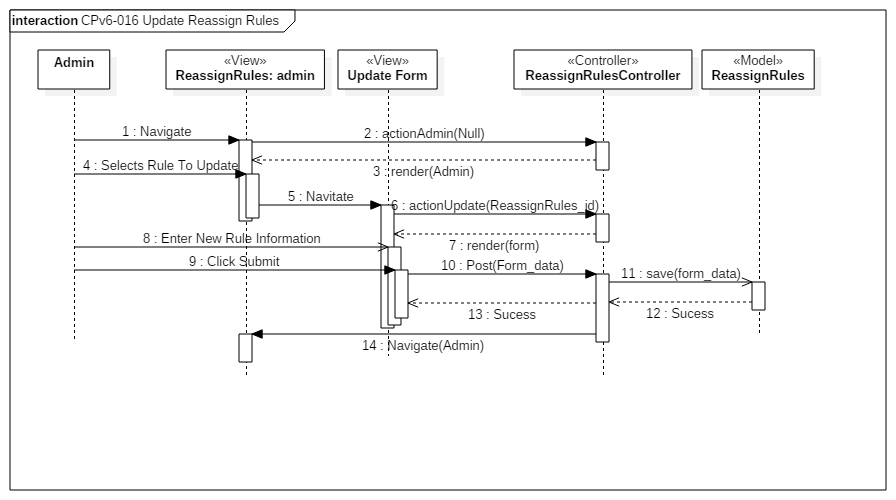 interaction CPv6-016 Update Reassign Rules
Admin
«View»
ReassignRules: admin
«View»
Update Form
«Controller»
ReassignRulesController
«Model»
ReassignRules
1 : Navigate
2 : actionAdmin(Null)
3 : render(Admin)
4 : Selects Rule To Update
5 : Navitate
6 : actionUpdate(ReassignRules_id)
7 : render(form)
8 : Enter New Rule Information
9 : Click Submit
10 : Post(Form_data)
11 : save(form_data)
12 : Sucess
13 : Sucess
14 : Navigate(Admin)